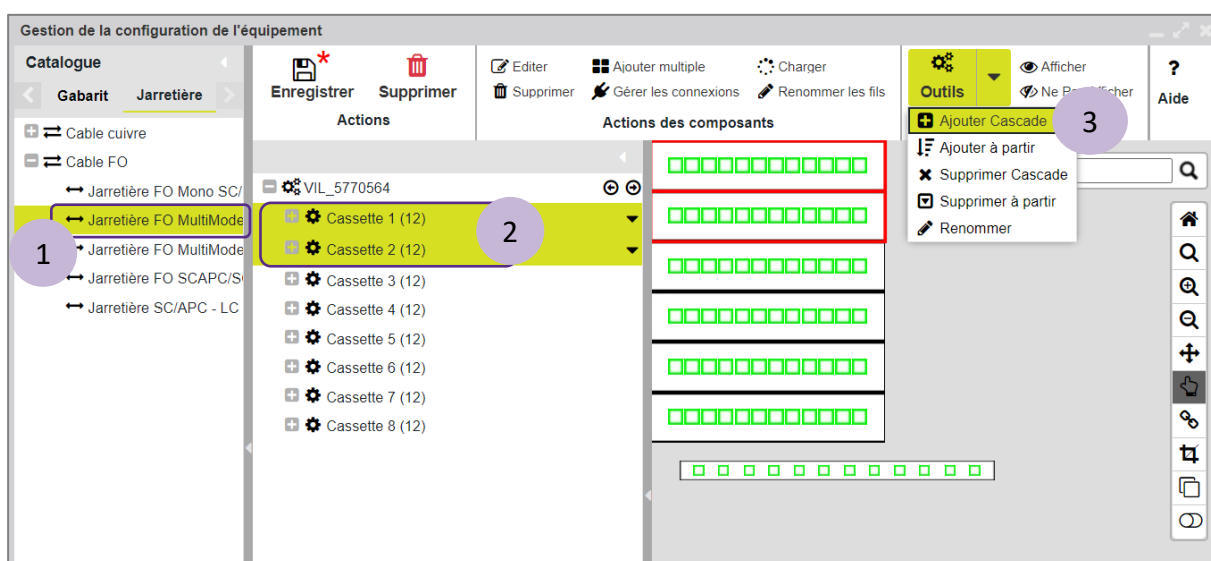 Gestion de la configuration de l'équipement
Catalogue
Gabarit Jarretière
Cable cuivre
Cable FO
Jarretière FO Mono SC/
Jarretière FO MultiMode
Jarretière FO MultiMode
Jarretière FO SCAPC/S
Jarretière SC/APC - LC
1
Enregistrer
Supprimer
Actions
Editer
Ajouter multiple
Charger
Supprimer
Gérer les connexions
Renommer les fils
Actions des composants
Outils
Afficher
Ne Pas Afficher
?
Aide
Ajouter Cascade
Ajouter à partir
Supprimer Cascade
Supprimer à partir
Renommer
3
VIL_5770564
Cassette 1 (12)
Cassette 2 (12)
2
Cassette 3 (12)
Cassette 4 (12)
Cassette 5 (12)
Cassette 6 (12)
Cassette 7 (12)
Cassette 8 (12)